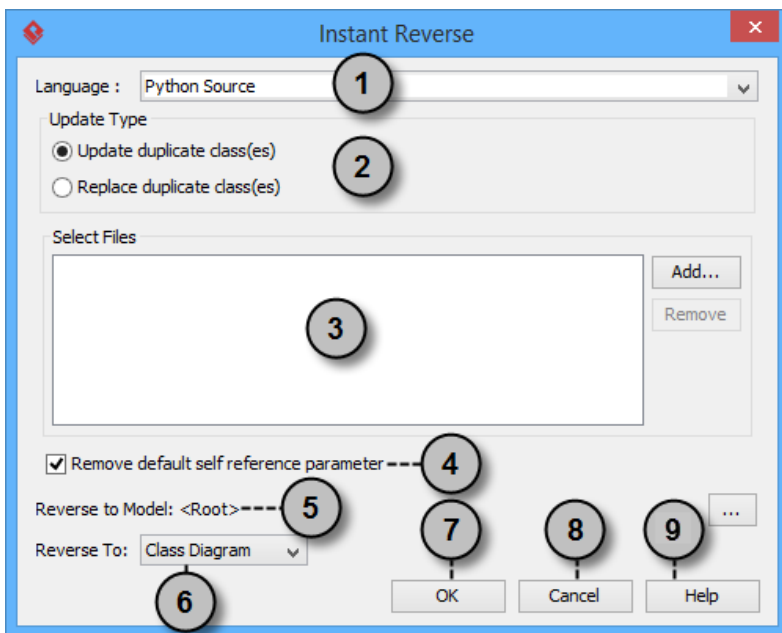 Instant Reverse
Language : Python Source 1
Update Type
Update duplicate class(es)
2
Replace duplicate class(es)
Select Files
Add...
Remove
3
Remove default self reference parameter 4
Reverse to Model: <Root> 5 ...
7 8 9
Reverse To: Class Diagram
6
OK Cancel Help